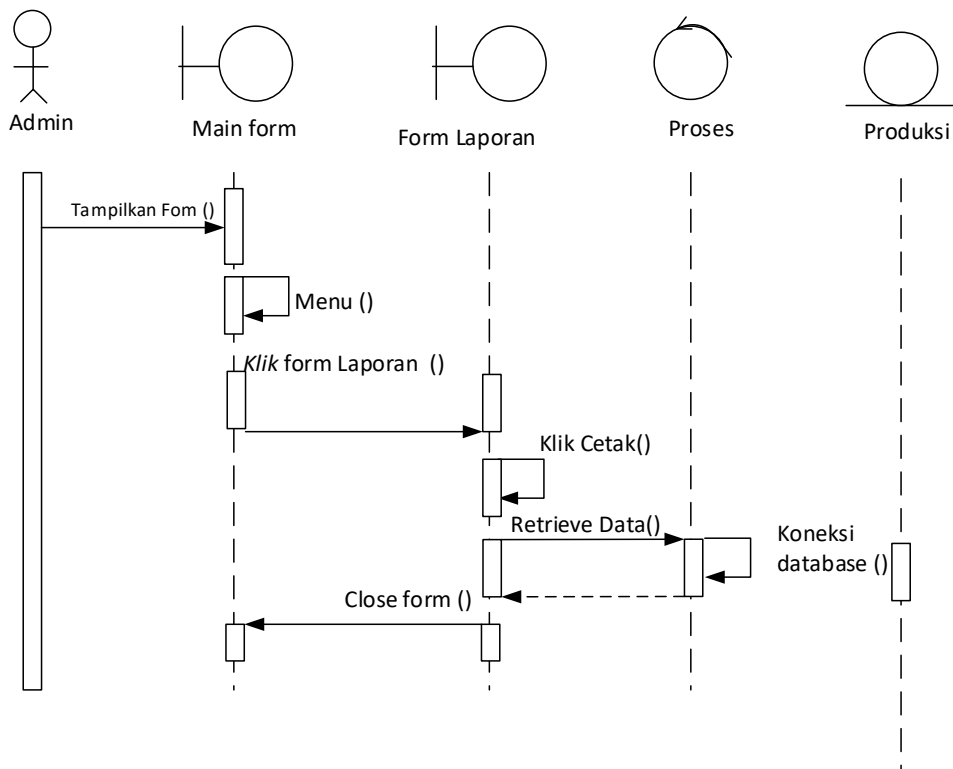 Admin
Main form
Form Laporan
Proses
Produksi
Tampilkan Fom ()
Menu ()
Klik form Laporan ()
Klik Cetak()
Retrieve Data()
Koneksi
database ()
Close form ()